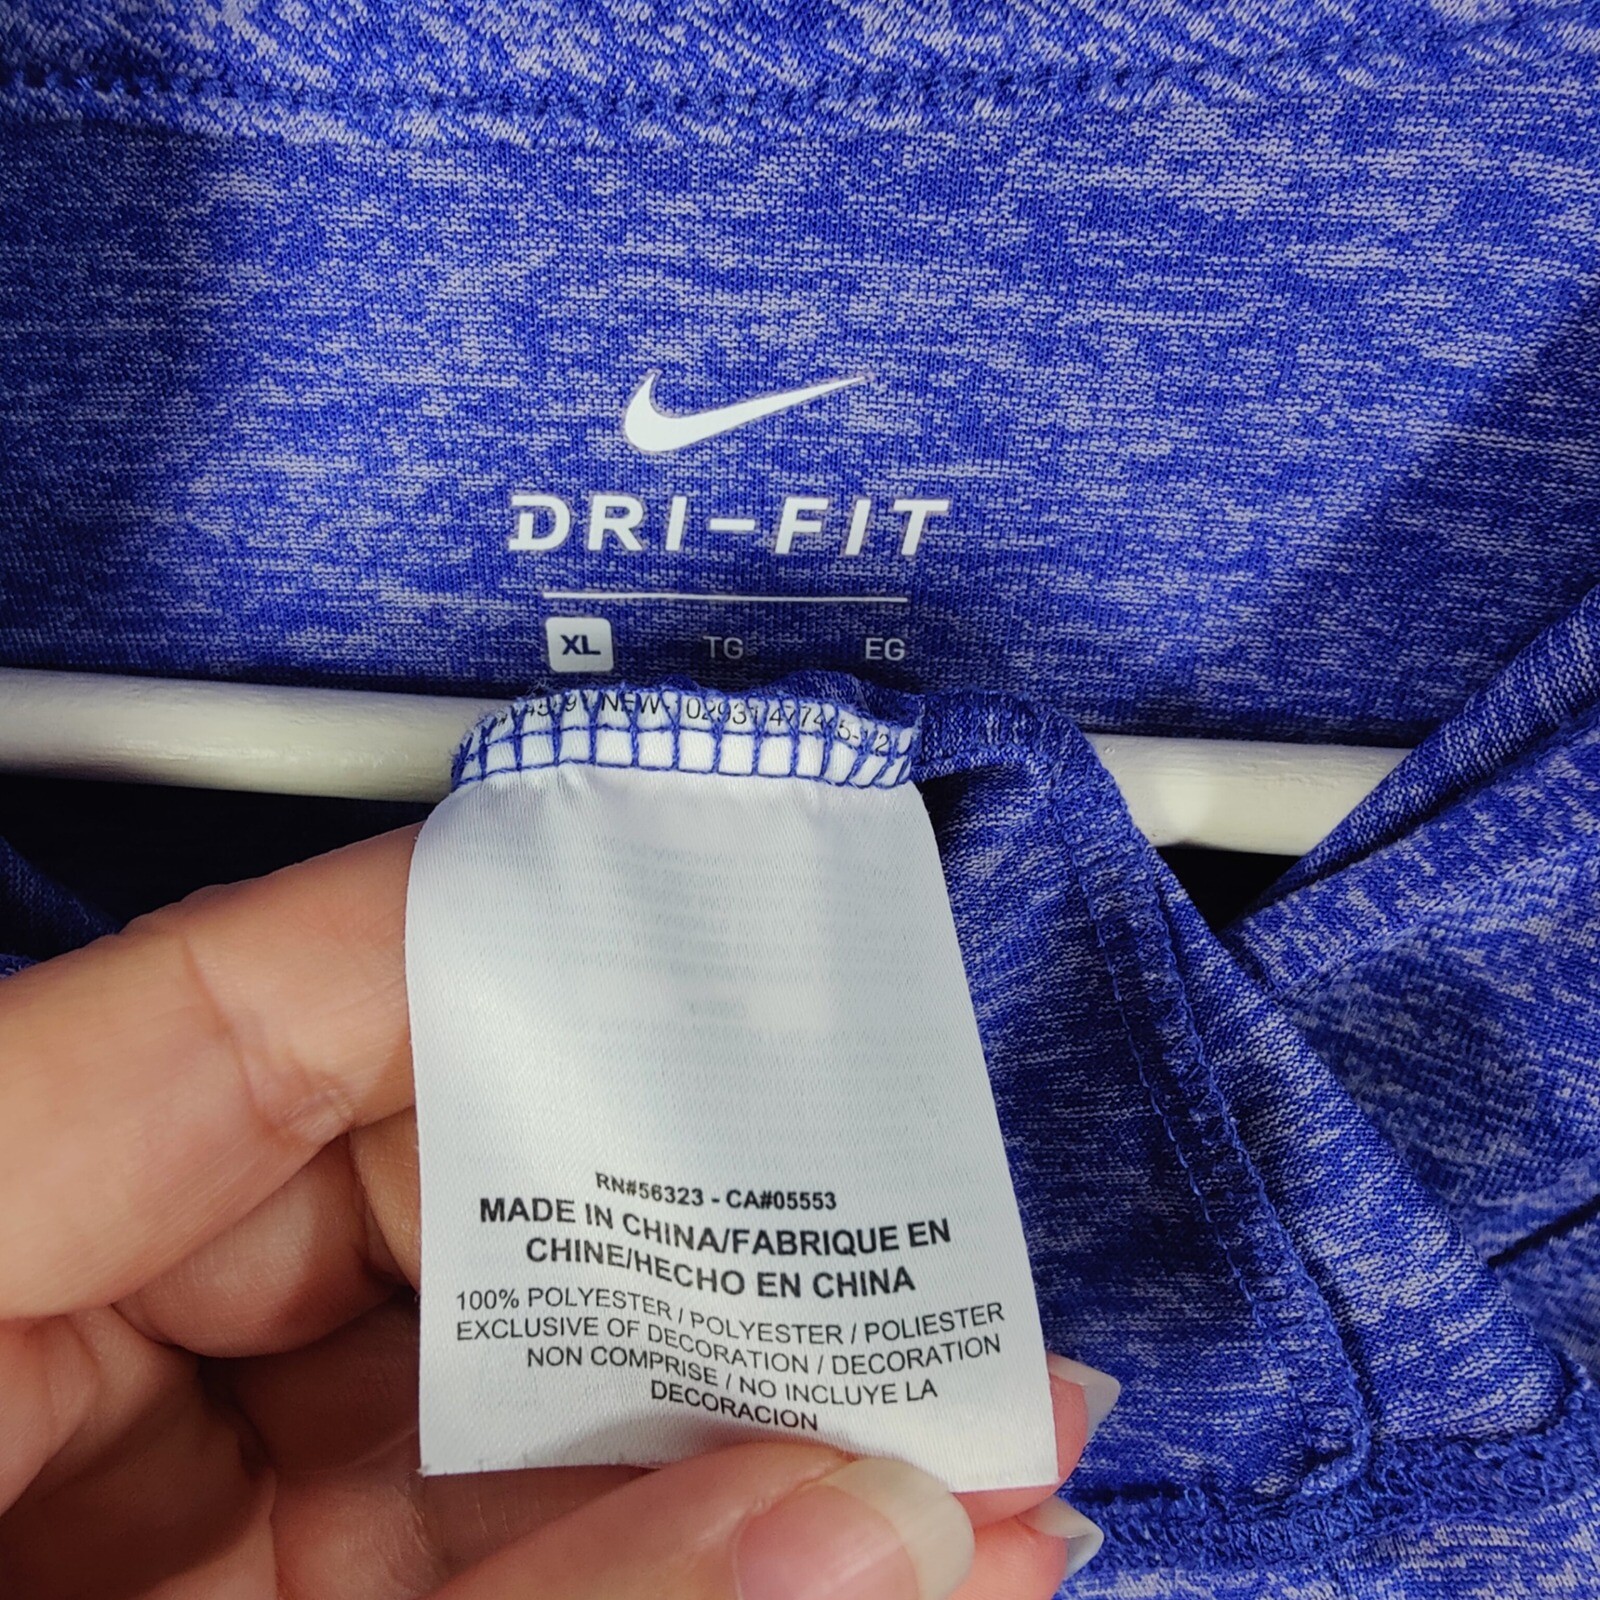 DRI-FIT
XL TG EG
NEW-
RN#56323 - CA#05553
MADE IN CHINA/FABRIQUE EN
CHINE/HECHO EN CHINA
100% POLYESTER / POLYESTER / POLIESTER
EXCLUSIVE OF DECORATION / DECORATION
NON COMPRISE / NO INCLUYE LA
DECORACION